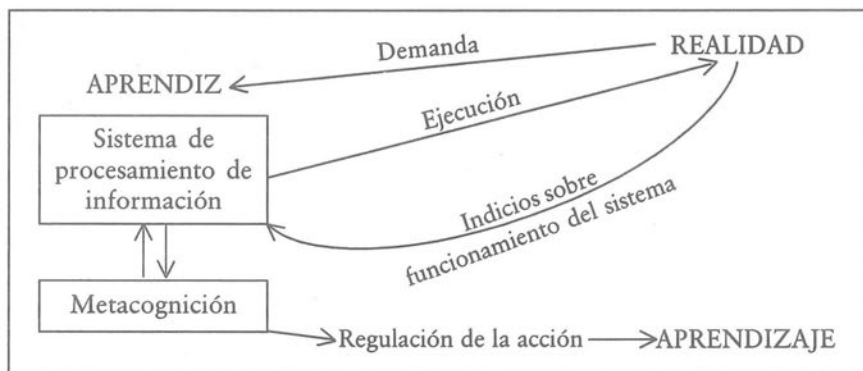 Demanda
REALIDAD
APRENDIZ
Ejecución
Sistema de
procesamiento de
información
Indicios sobre
funcionamiento del sistema
Metacognición
Regulación de la acción
APRENDIZAJE